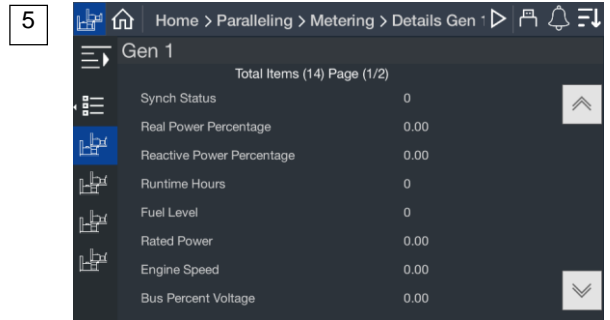 5
Home > Paralleling > Metering > Details Gen 1
Gen 1
Total Items (14) Page (1/2)
Synch Status 0
Real Power Percentage 0.00
Reactive Power Percentage 0.00
Runtime Hours 0
Fuel Level 0
Rated Power 0.00
Engine Speed 0.00
Bus Percent Voltage 0.00